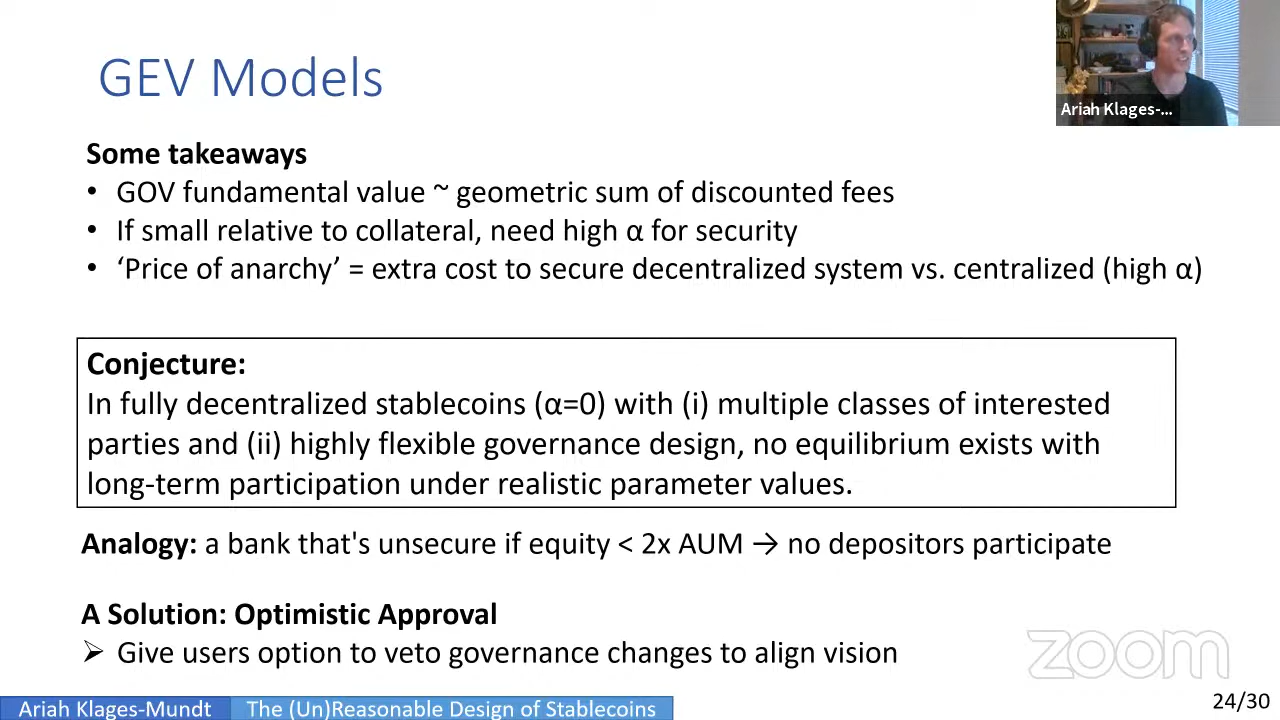 GEV Models
Ariah Klages-...
Some takeaways
• GOV fundamental value ~ geometric sum of discounted fees
• If small relative to collateral, need high α for security
• ‘Price of anarchy’ = extra cost to secure decentralized system vs. centralized (high α)
Conjecture:
In fully decentralized stablecoins (α=0) with (i) multiple classes of interested
parties and (ii) highly flexible governance design, no equilibrium exists with
long-term participation under realistic parameter values.
Analogy: a bank that's unsecure if equity < 2x AUM → no depositors participate
A Solution: Optimistic Approval
➢ Give users option to veto governance changes to align vision
zoom
Ariah Klages-Mundt
The (Un)Reasonable Design of Stablecoins
24/30